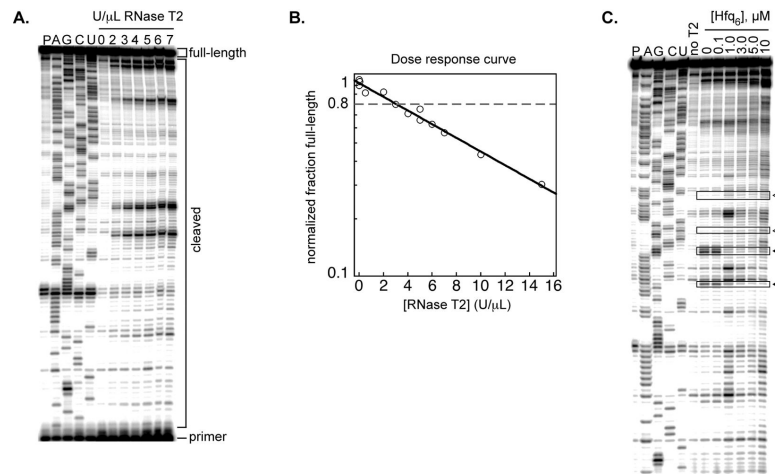 A.
U/μL RNase T2
P A G C U 0 2 3 4 5 6 7
full-length
cleaved
primer
B.
Dose response curve
normalized fraction full-length
1
0.8
0.1
0 2 4 6 8 10 12 14 16
[RNase T2] (U/μL)
C.
[Hfq6], μM
P A G C U no T2 0 0.1 1.0 3.0 5.0 10